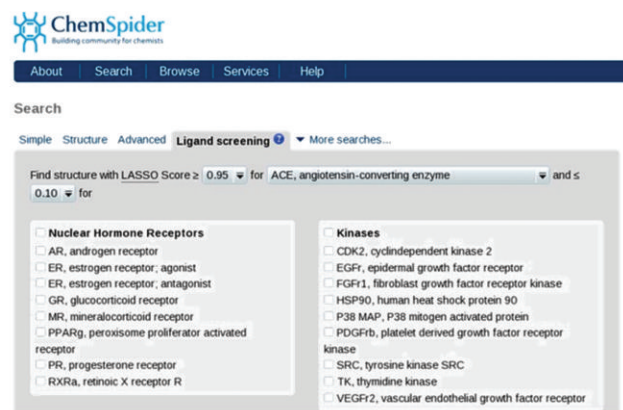 ChemSpider
Building community for chemists
About Search Browse Services Help
Search
Simple Structure Advanced Ligand screening ? More searches...
Find structure with LASSO Score ≥ 0.95 for ACE, angiotensin-converting enzyme and ≤
0.10 for
Nuclear Hormone Receptors
AR, androgen receptor
ER, estrogen receptor; agonist
ER, estrogen receptor; antagonist
GR, glucocorticoid receptor
MR, mineralocorticoid receptor
PPARg, peroxisome proliferator activated
receptor
PR, progesterone receptor
RXRa, retinoic X receptor R
Kinases
CDK2, cyclindependent kinase 2
EGFr, epidermal growth factor receptor
FGFr1, fibroblast growth factor receptor kinase
HSP90, human heat shock protein 90
P38 MAP, P38 mitogen activated protein
PDGFrb, platelet derived growth factor receptor
kinase
SRC, tyrosine kinase SRC
TK, thymidine kinase
VEGFr2, vascular endothelial growth factor receptor